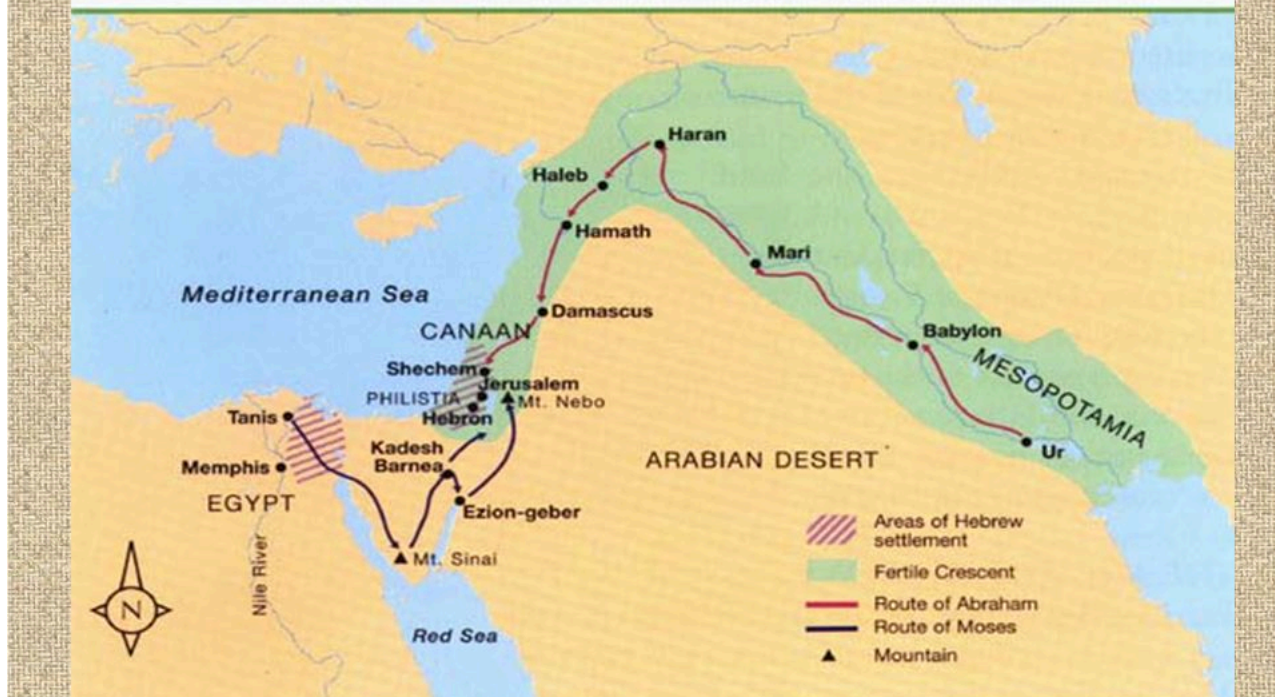 Haran
Haleb
Hamath
Mari
Mediterranean Sea
Damascus
CANAAN
Babylon
MESOPOTAMIA
Shechem
Jerusalem
PHILISTIA
Mt. Nebo
Hebron
Tanis
Kadesh
Barnea
Memphis
ARABIAN DESERT
Ur
EGYPT
Ezion-geber
Mt. Sinai
Nile River
N
Red Sea
Areas of Hebrew
settlement
Fertile Crescent
Route of Abraham
Route of Moses
Mountain